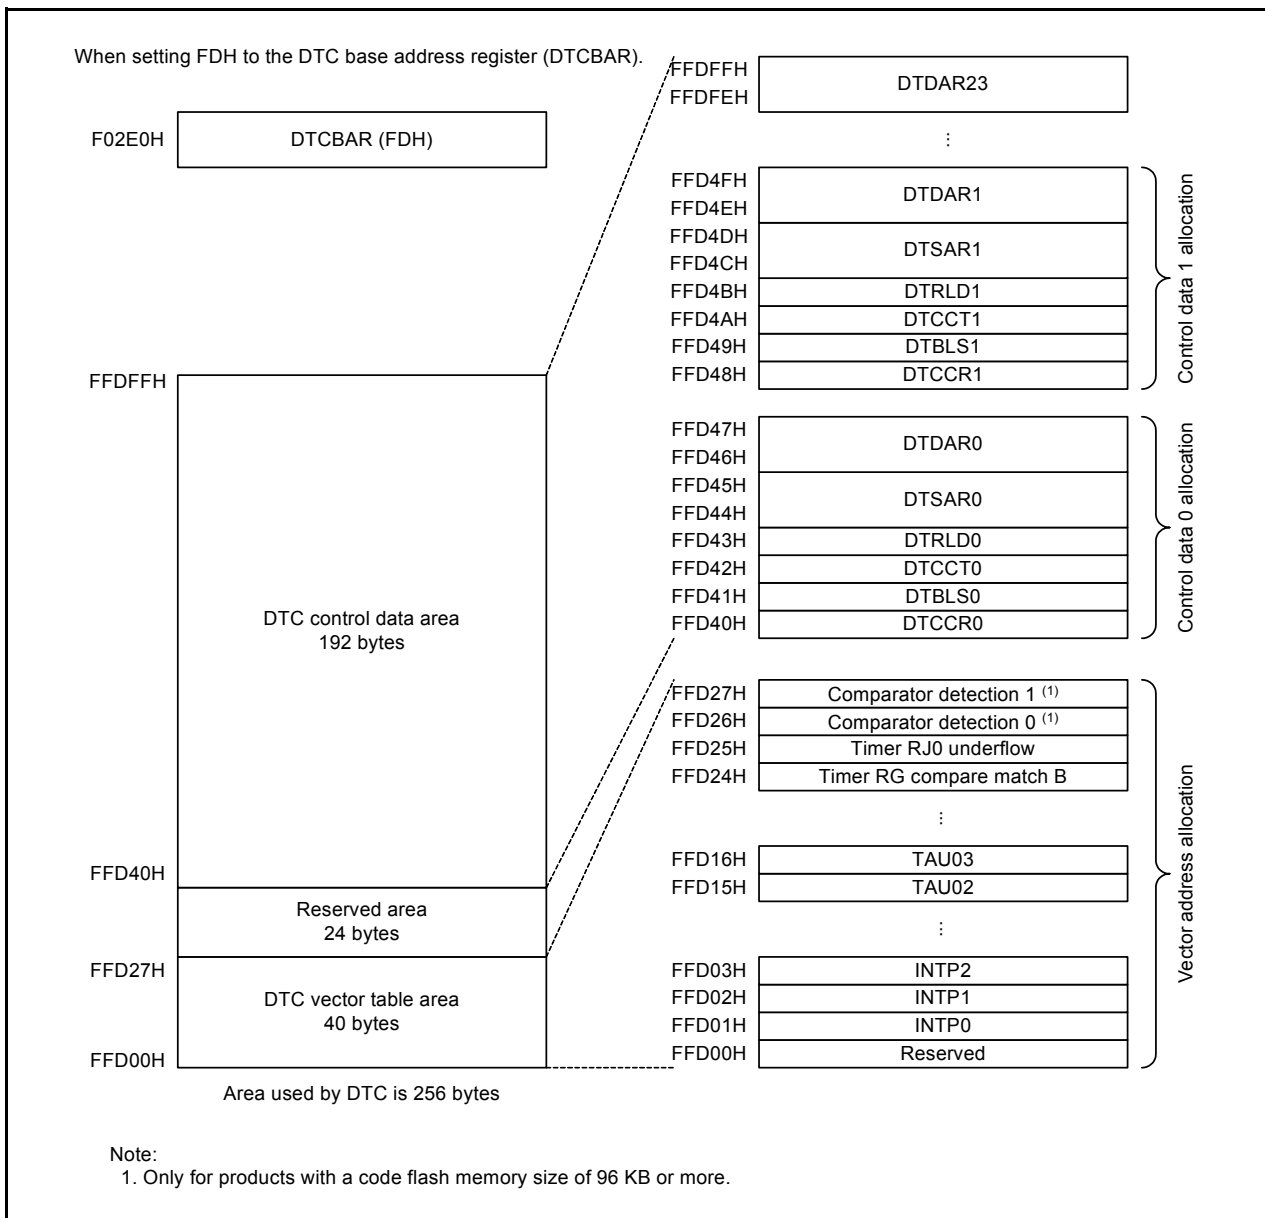 When setting FDH to the DTC base address register (DTCBAR).
F02E0H
DTCBAR (FDH)
FFDFFH
DTC control data area
192 bytes
FFD40H
Reserved area
24 bytes
FFD27H
DTC vector table area
40 bytes
FFD00H
Area used by DTC is 256 bytes
FFDFFH
DTDAR23
FFDFEH
⋮
FFD4FH
DTDAR1
FFD4EH
FFD4DH
DTSAR1
FFD4CH
FFD4BH DTRLD1
FFD4AH DTCCT1
FFD49H DTBLS1
FFD48H DTCCR1
Control data 1 allocation
FFD47H
DTDAR0
FFD46H
FFD45H
DTSAR0
FFD44H
FFD43H DTRLD0
FFD42H DTCCT0
FFD41H DTBLS0
FFD40H DTCCR0
Control data 0 allocation
FFD27H Comparator detection 1 (1)
FFD26H Comparator detection 0 (1)
FFD25H Timer RJ0 underflow
FFD24H Timer RG compare match B
⋮
FFD16H TAU03
FFD15H TAU02
⋮
FFD03H INTP2
FFD02H INTP1
FFD01H INTP0
FFD00H Reserved
Vector address allocation
Note:
1. Only for products with a code flash memory size of 96 KB or more.